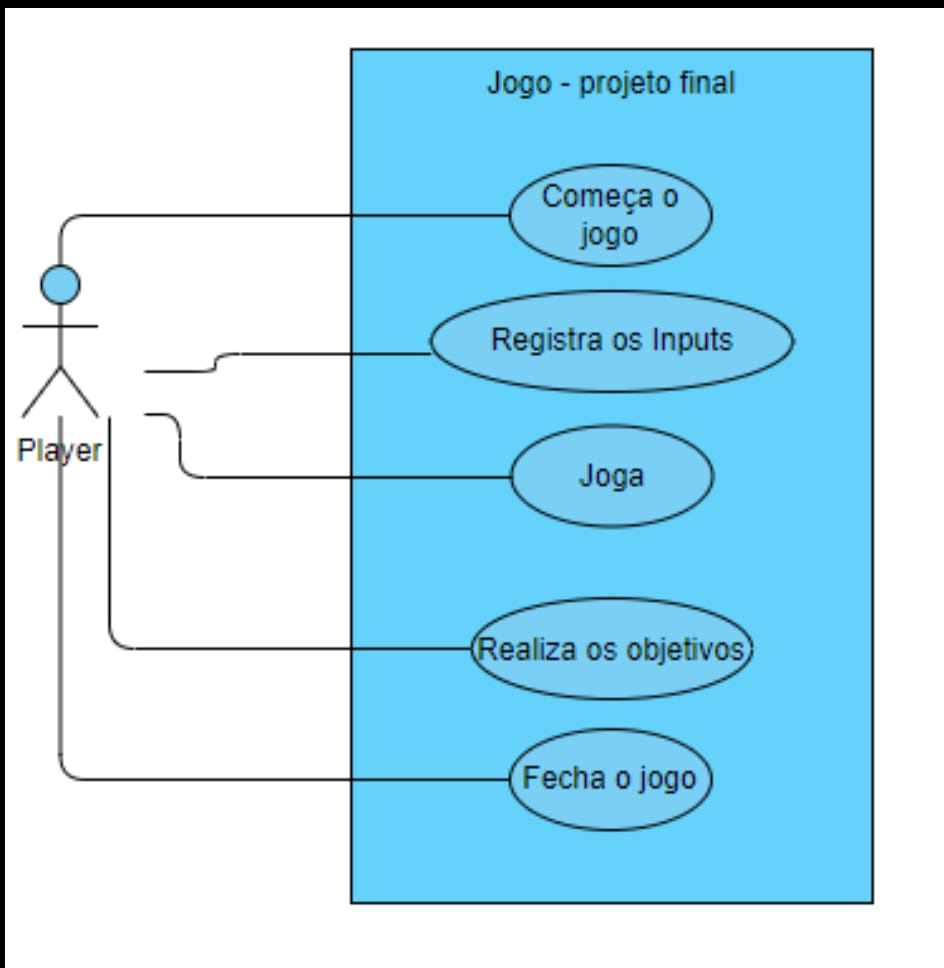 Jogo - projeto final
Começa o
jogo
Registra os Inputs
Player
Joga
Realiza os objetivos
Fecha o jogo